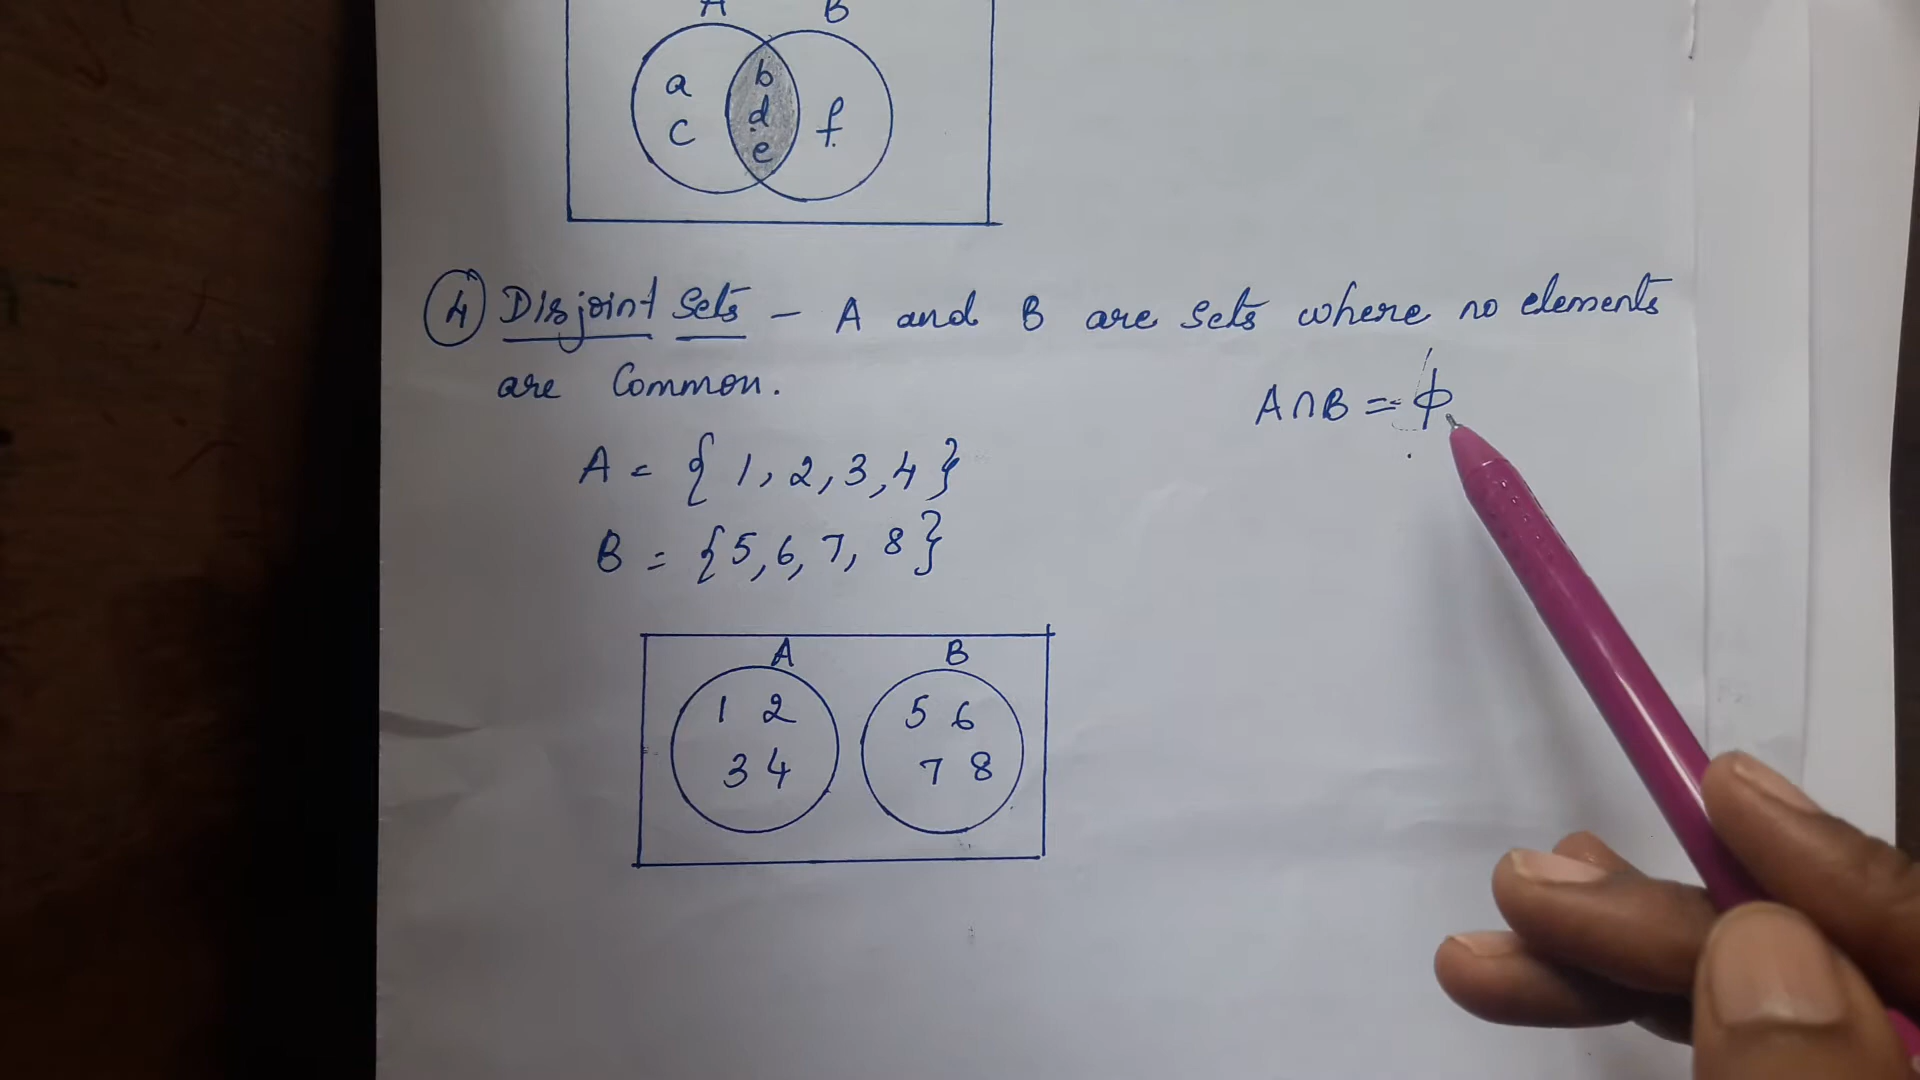 A B
a b
d f
c e
④ Disjoint Sets - A and B are sets where no elements
are Common.
A∩B = ϕ
A = { 1, 2, 3, 4 }
B = {5, 6, 7, 8 }
A B
1 2 5 6
3 4 7 8